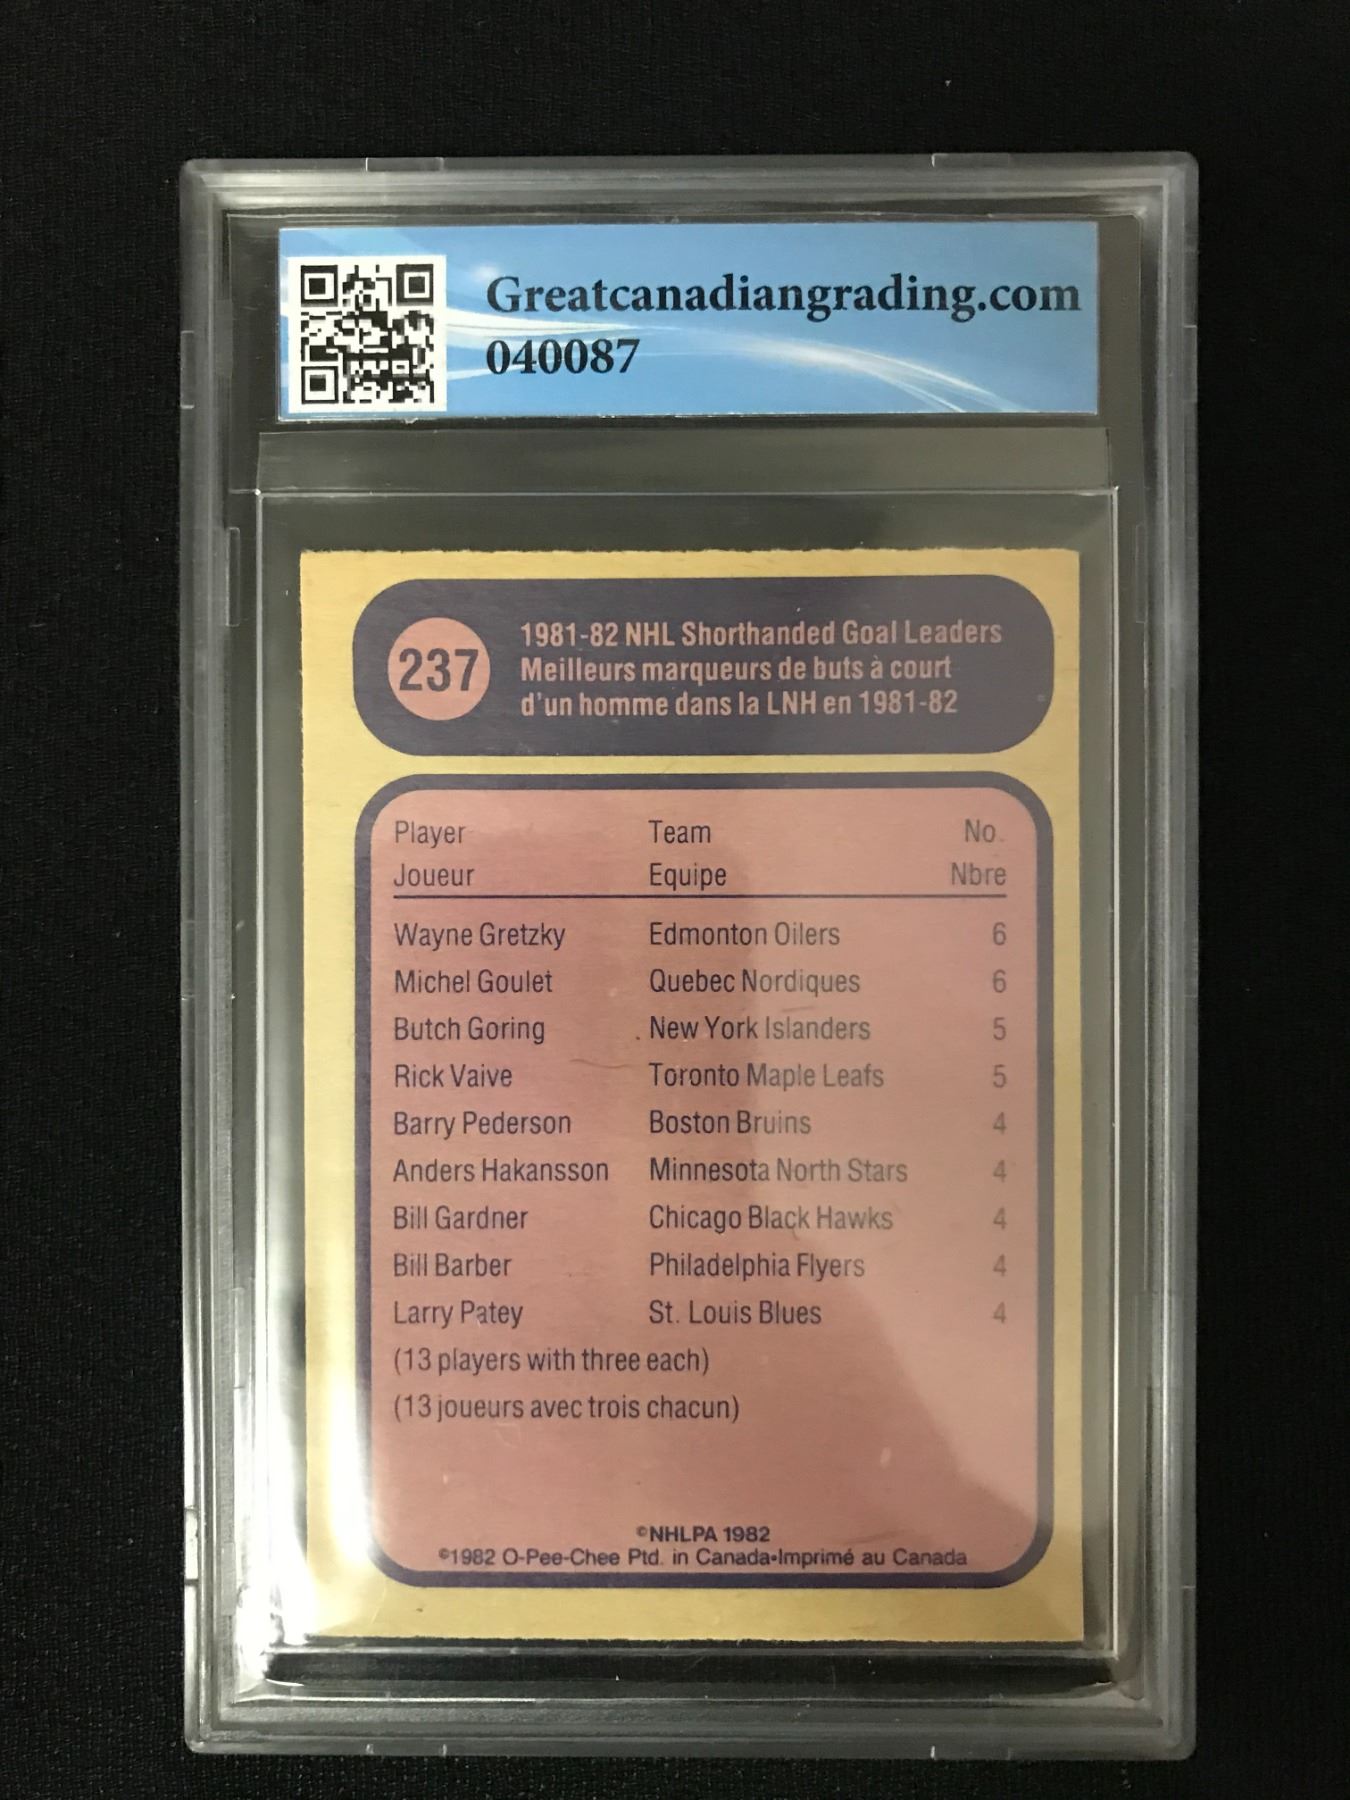 Greatcanadiangrading.com
040087
237
1981-82 NHL Shorthanded Goal Leaders
Meilleurs marqueurs de buts à court
d'un homme dans la LNH en 1981-82
Player Team No.
Joueur Equipe Nbre
Wayne Gretzky Edmonton Oilers 6
Michel Goulet Quebec Nordiques 6
Butch Goring New York Islanders 5
Rick Vaive Toronto Maple Leafs 5
Barry Pederson Boston Bruins 4
Anders Hakansson Minnesota North Stars 4
Bill Gardner Chicago Black Hawks 4
Bill Barber Philadelphia Flyers 4
Larry Patey St. Louis Blues 4
(13 players with three each)
(13 joueurs avec trois chacun)
©NHLPA 1982
©1982 O-Pee-Chee Ptd. in Canada•Imprimé au Canada